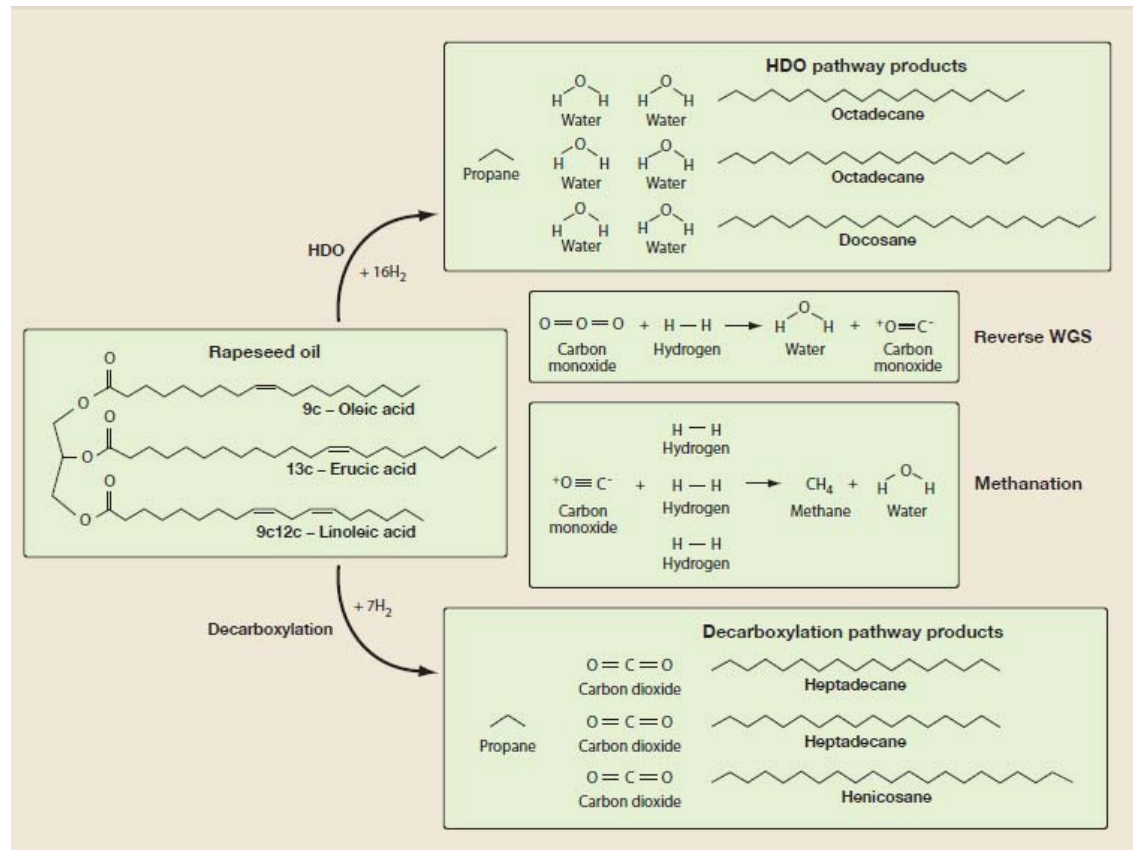 HDO pathway products
O
H H
Water
O
H H
Water
Octadecane
Propane
O
H H
Water
O
H H
Water
Octadecane
O
H H
Water
O
H H
Water
Docosane
HDO
+ 16H₂
O=O=O + H—H → H O H + ⁺O=C⁻
Carbon monoxide
Hydrogen
Water
Carbon monoxide
Reverse WGS
Rapeseed oil
O
O
9c – Oleic acid
O
O
13c – Erucic acid
O
O
9c12c – Linoleic acid
H—H
Hydrogen
⁺O≡C⁻ + H—H → CH₄ + H O H
Carbon monoxide
Hydrogen
Methane
Water
H—H
Hydrogen
Methanation
+ 7H₂
Decarboxylation
Decarboxylation pathway products
O=C=O
Carbon dioxide
Heptadecane
Propane
O=C=O
Carbon dioxide
Heptadecane
O=C=O
Carbon dioxide
Henicosane